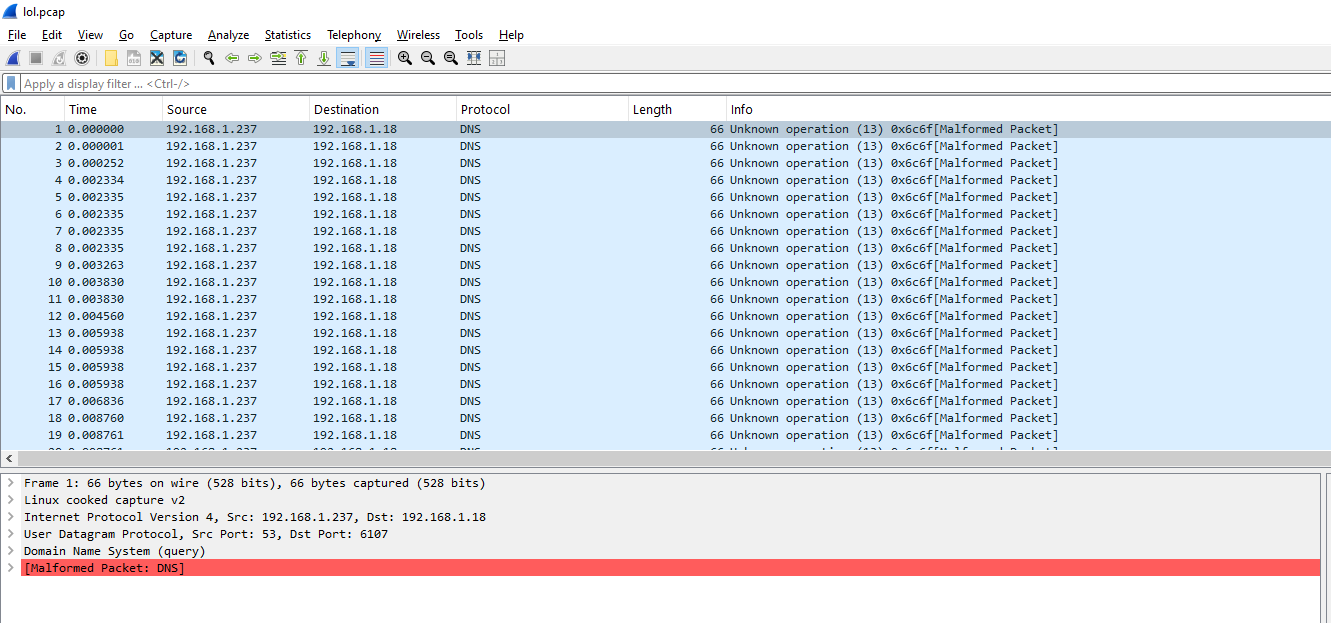 lol.pcap
File Edit View Go Capture Analyze Statistics Telephony Wireless Tools Help
Apply a display filter ... <Ctrl-/>
No. Time Source Destination Protocol Length Info
1 0.000000 192.168.1.237 192.168.1.18 DNS 66 Unknown operation (13) 0x6c6f[Malformed Packet]
2 0.000001 192.168.1.237 192.168.1.18 DNS 66 Unknown operation (13) 0x6c6f[Malformed Packet]
3 0.000252 192.168.1.237 192.168.1.18 DNS 66 Unknown operation (13) 0x6c6f[Malformed Packet]
4 0.002334 192.168.1.237 192.168.1.18 DNS 66 Unknown operation (13) 0x6c6f[Malformed Packet]
5 0.002335 192.168.1.237 192.168.1.18 DNS 66 Unknown operation (13) 0x6c6f[Malformed Packet]
6 0.002335 192.168.1.237 192.168.1.18 DNS 66 Unknown operation (13) 0x6c6f[Malformed Packet]
7 0.002335 192.168.1.237 192.168.1.18 DNS 66 Unknown operation (13) 0x6c6f[Malformed Packet]
8 0.002335 192.168.1.237 192.168.1.18 DNS 66 Unknown operation (13) 0x6c6f[Malformed Packet]
9 0.003263 192.168.1.237 192.168.1.18 DNS 66 Unknown operation (13) 0x6c6f[Malformed Packet]
10 0.003830 192.168.1.237 192.168.1.18 DNS 66 Unknown operation (13) 0x6c6f[Malformed Packet]
11 0.003830 192.168.1.237 192.168.1.18 DNS 66 Unknown operation (13) 0x6c6f[Malformed Packet]
12 0.004560 192.168.1.237 192.168.1.18 DNS 66 Unknown operation (13) 0x6c6f[Malformed Packet]
13 0.005938 192.168.1.237 192.168.1.18 DNS 66 Unknown operation (13) 0x6c6f[Malformed Packet]
14 0.005938 192.168.1.237 192.168.1.18 DNS 66 Unknown operation (13) 0x6c6f[Malformed Packet]
15 0.005938 192.168.1.237 192.168.1.18 DNS 66 Unknown operation (13) 0x6c6f[Malformed Packet]
16 0.005938 192.168.1.237 192.168.1.18 DNS 66 Unknown operation (13) 0x6c6f[Malformed Packet]
17 0.006836 192.168.1.237 192.168.1.18 DNS 66 Unknown operation (13) 0x6c6f[Malformed Packet]
18 0.008760 192.168.1.237 192.168.1.18 DNS 66 Unknown operation (13) 0x6c6f[Malformed Packet]
19 0.008761 192.168.1.237 192.168.1.18 DNS 66 Unknown operation (13) 0x6c6f[Malformed Packet]
Frame 1: 66 bytes on wire (528 bits), 66 bytes captured (528 bits)
Linux cooked capture v2
Internet Protocol Version 4, Src: 192.168.1.237, Dst: 192.168.1.18
User Datagram Protocol, Src Port: 53, Dst Port: 6107
Domain Name System (query)
[Malformed Packet: DNS]